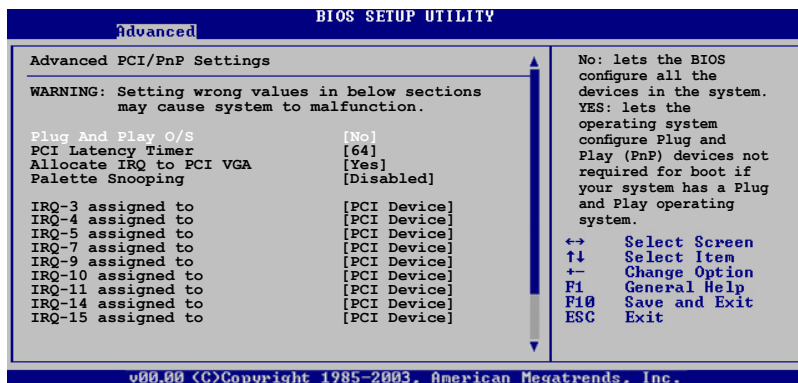 BIOS SETUP UTILITY
Advanced
Advanced PCI/PnP Settings
WARNING: Setting wrong values in below sections
may cause system to malfunction.
Plug And Play O/S [No]
PCI Latency Timer [64]
Allocate IRQ to PCI VGA [Yes]
Palette Snooping [Disabled]
IRQ-3 assigned to [PCI Device]
IRQ-4 assigned to [PCI Device]
IRQ-5 assigned to [PCI Device]
IRQ-7 assigned to [PCI Device]
IRQ-9 assigned to [PCI Device]
IRQ-10 assigned to [PCI Device]
IRQ-11 assigned to [PCI Device]
IRQ-14 assigned to [PCI Device]
IRQ-15 assigned to [PCI Device]
No: lets the BIOS
configure all the
devices in the system.
YES: lets the
operating system
configure Plug and
Play (PnP) devices not
required for boot if
your system has a Plug
and Play operating
system.
↔ Select Screen
↑↓ Select Item
+- Change Option
F1 General Help
F10 Save and Exit
ESC Exit
v00.00 (C)Copyright 1985-2003, American Megatrends, Inc.